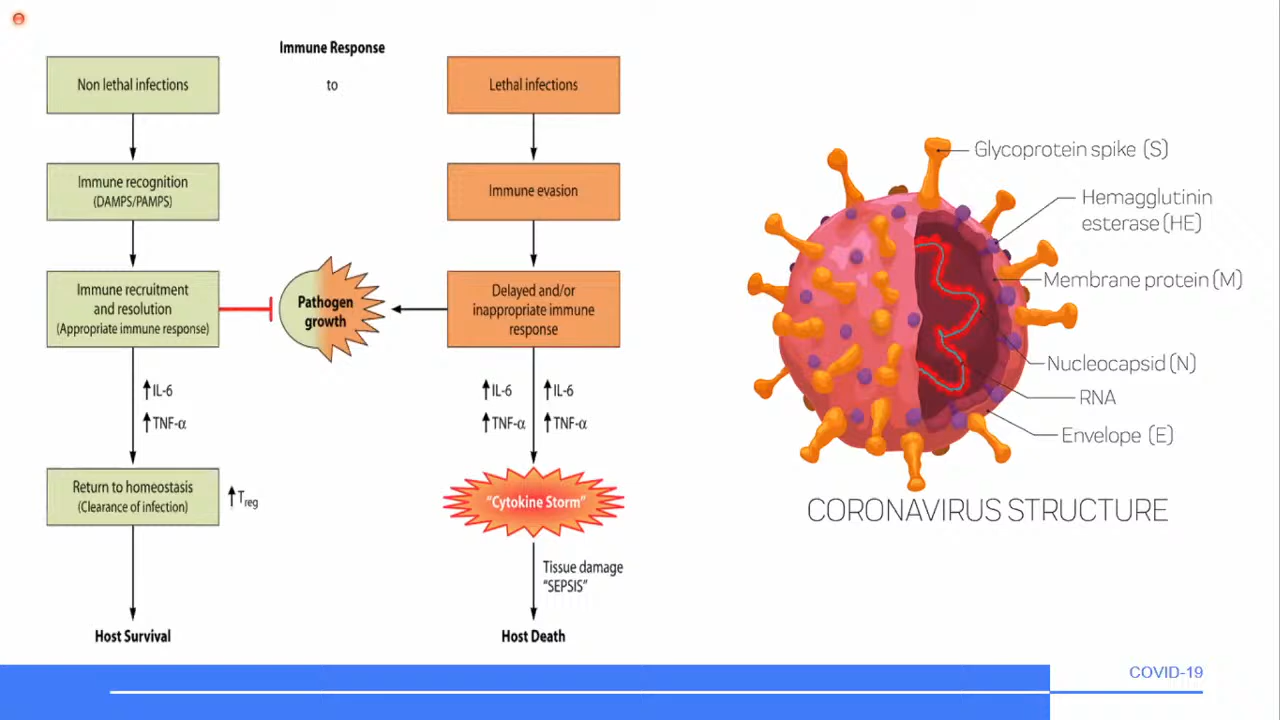 Immune Response
to
Non lethal infections
Immune recognition
(DAMPS/PAMPS)
Immune recruitment
and resolution
(Appropriate immune response)
IL-6
TNF-α
Return to homeostasis
(Clearance of infection)
Treg
Host Survival
Pathogen
growth
Lethal infections
Immune evasion
Delayed and/or
inappropriate immune
response
IL-6 IL-6
TNF-α TNF-α
"Cytokine Storm"
Tissue damage
"SEPSIS"
Host Death
Glycoprotein spike (S)
Hemagglutinin
esterase (HE)
Membrane protein (M)
Nucleocapsid (N)
RNA
Envelope (E)
CORONAVIRUS STRUCTURE
COVID-19